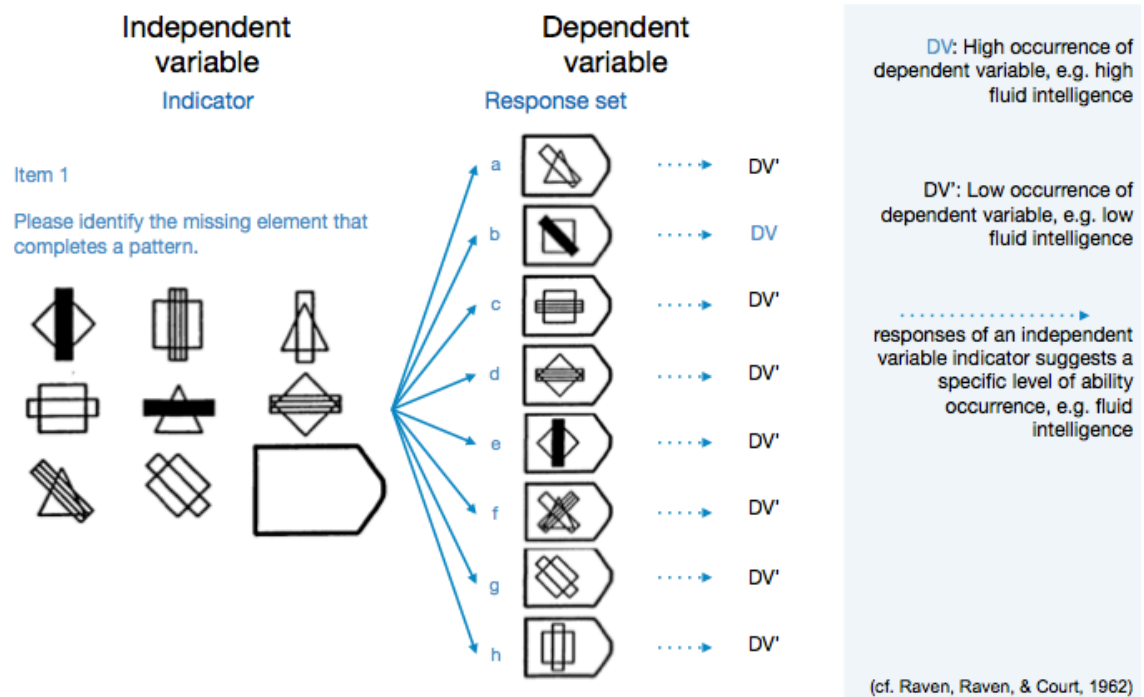 Independent
variable
Indicator
Item 1
Please identify the missing element that
completes a pattern.
Dependent
variable
Response set
a
DV'
b
DV
c
DV'
d
DV'
e
DV'
f
DV'
g
DV'
h
DV'
DV: High occurrence of
dependent variable, e.g. high
fluid intelligence
DV’: Low occurrence of
dependent variable, e.g. low
fluid intelligence
responses of an independent
variable indicator suggests a
specific level of ability
occurrence, e.g. fluid
intelligence
(cf. Raven, Raven, & Court, 1962)